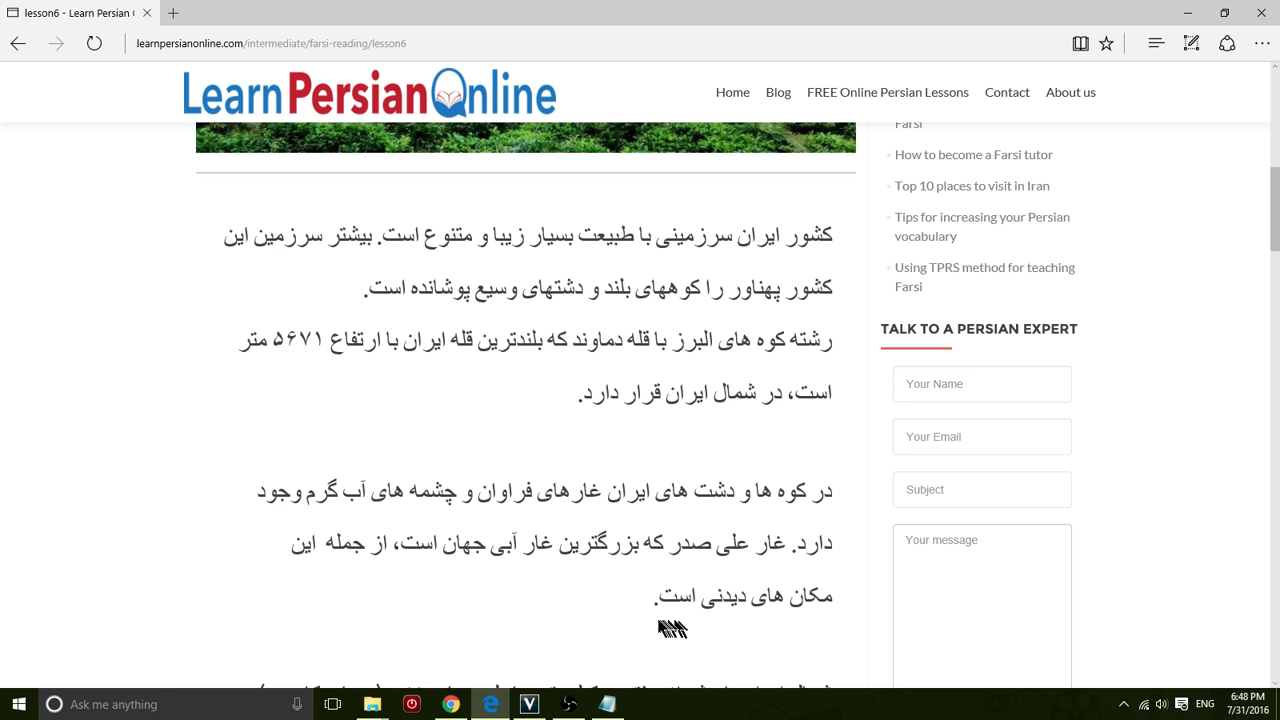 lesson6 - Learn Persian O
learnpersianonline.com/intermediate/farsi-reading/lesson6
LearnPersianOnline
Home Blog FREE Online Persian Lessons Contact About us
Farsi
How to become a Farsi tutor
Top 10 places to visit in Iran
Tips for increasing your Persian
vocabulary
Using TPRS method for teaching
Farsi
TALK TO A PERSIAN EXPERT
Your Name
Your Email
Subject
Your message
کشور ایران سرزمینی با طبیعت بسیار زیبا و متنوع است. بیشتر سرزمین این
کشور پهناور را کوههای بلند و دشتهای وسیع پوشانده است.
رشته کوه های البرز با قله دماوند که بلندترین قله ایران با ارتفاع ۵۶۷۱ متر
است، در شمال ایران قرار دارد.
در کوه ها و دشت های ایران غارهای فراوان و چشمه های آب گرم وجود
دارد. غار علی صدر که بزرگترین غار آبی جهان است، از جمله این
مکان های دیدنی است.
Ask me anything
ENG
6:48 PM
7/31/2016